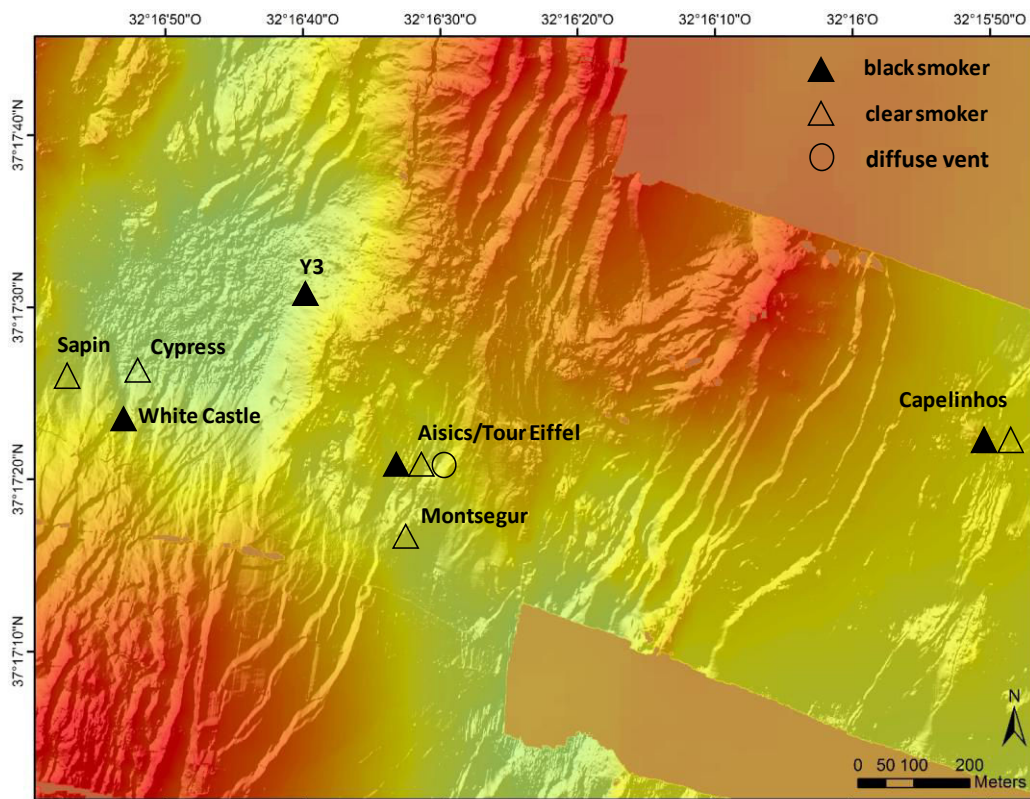 32°16'50"O
32°16'40"O
32°16'30"O
32°16'20"O
32°16'10"O
32°16'O
32°15'50"O
black smoker
clear smoker
diffuse vent
37°17'40"N
37°17'30"N
37°17'20"N
37°17'10"N
Y3
Sapin
Cypress
White Castle
Capelinhos
Aisics/Tour Eiffel
Montsegur
N
0 50 100 200
Meters